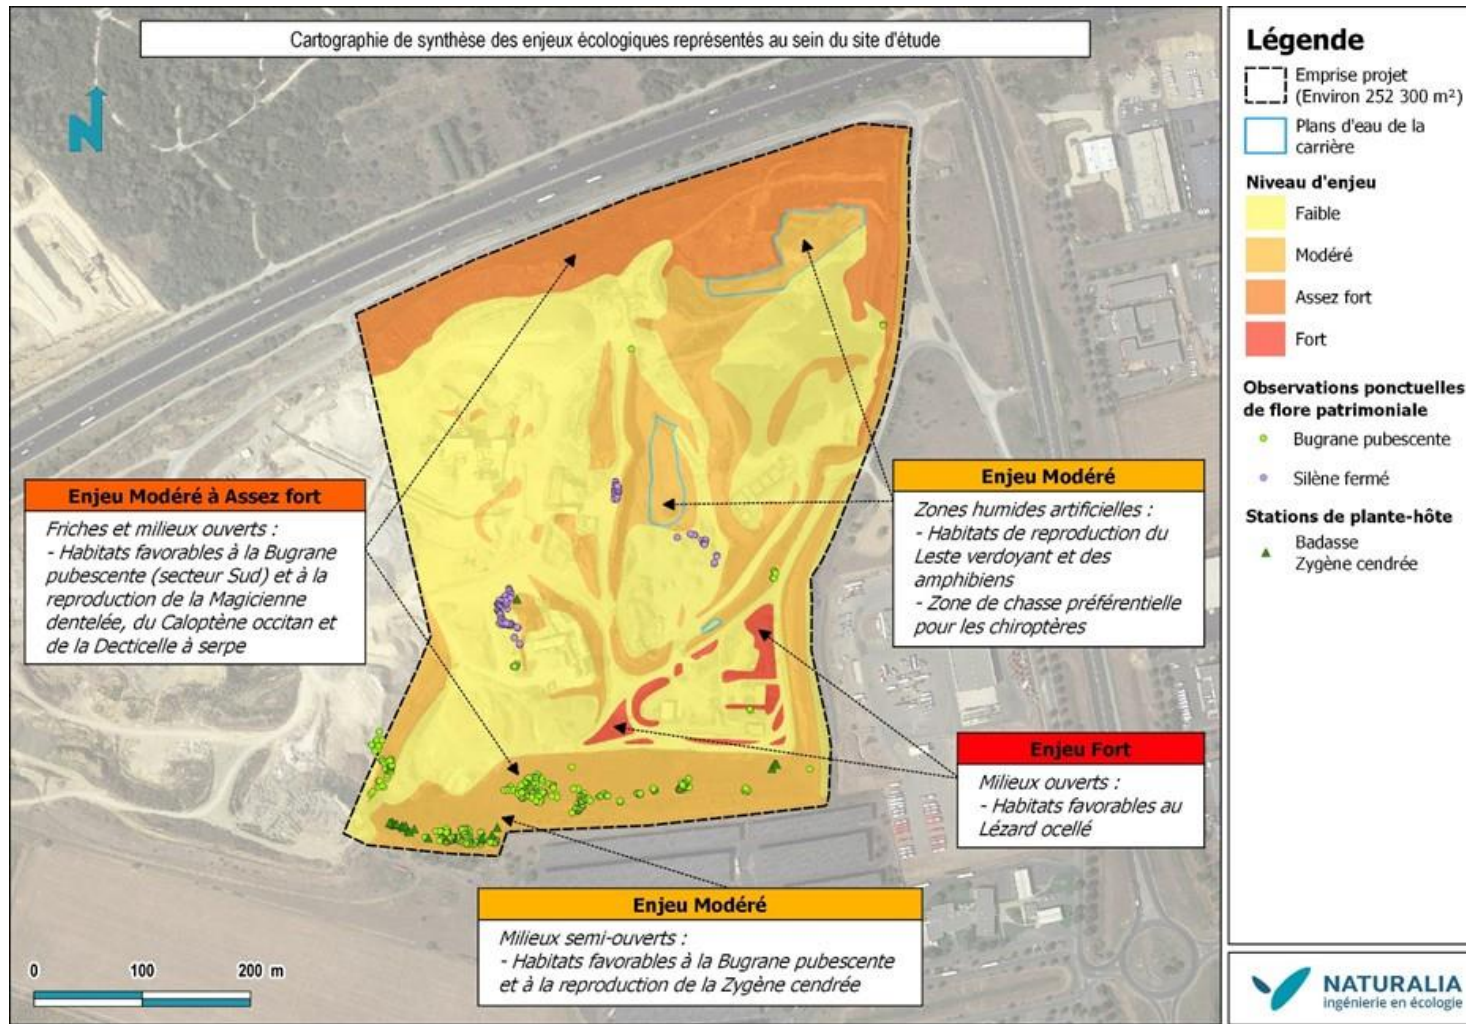 Cartographie de synthèse des enjeux écologiques représentés au sein du site d'étude
N
Enjeu Modéré à Assez fort
Friches et milieux ouverts :
- Habitats favorables à la Bugrane
pubescente (secteur Sud) et à la
reproduction de la Magicienne
dentelée, du Caloptène occitan et
de la Decticelle à serpe
Enjeu Modéré
Zones humides artificielles :
- Habitats de reproduction du
Leste verdoyant et des
amphibiens
- Zone de chasse préférentielle
pour les chiroptères
Enjeu Fort
Milieux ouverts :
- Habitats favorables au
Lézard ocellé
Enjeu Modéré
Milieux semi-ouverts :
- Habitats favorables à la Bugrane pubescente
et à la reproduction de la Zygène cendrée
0 100 200 m
Légende
Emprise projet
(Environ 252 300 m²)
Plans d'eau de la
carrière
Niveau d'enjeu
Faible
Modéré
Assez fort
Fort
Observations ponctuelles
de flore patrimoniale
Bugrane pubescente
Silène fermé
Stations de plante-hôte
Badasse
Zygène cendrée
NATURALIA
ingénierie en écologie